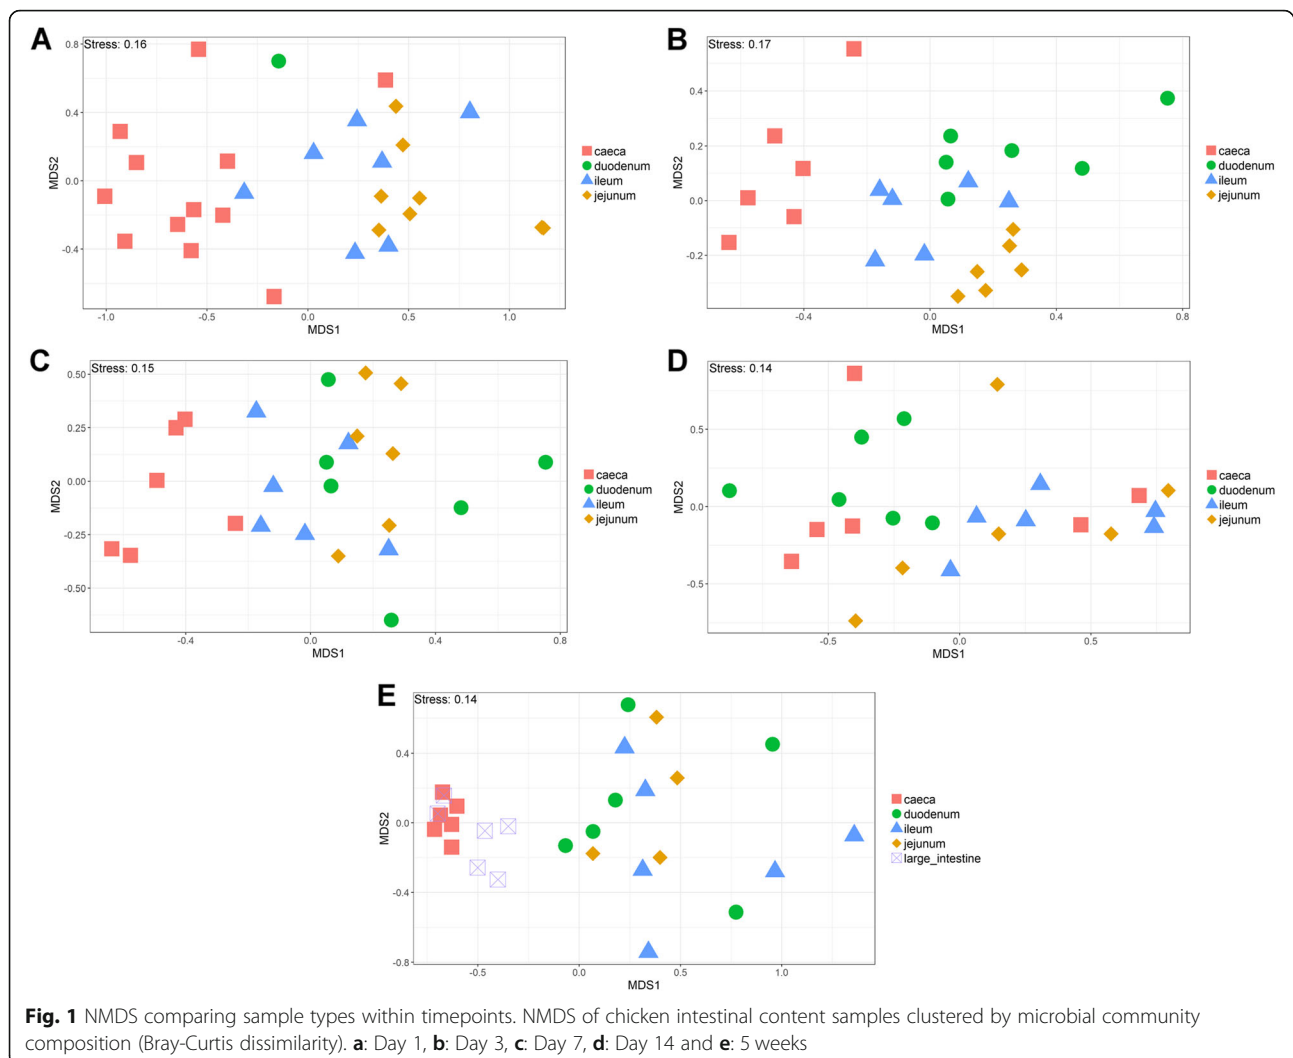 A
Stress: 0.16
0.8
0.4
0.0
-0.4
MDS2
-1.0 -0.5 0.0 0.5 1.0
MDS1
caeca
duodenum
ileum
jejunum
B
Stress: 0.17
0.4
0.2
0.0
-0.2
MDS2
-0.4 0.0 0.4 0.8
MDS1
caeca
duodenum
ileum
jejunum
C
Stress: 0.15
0.50
0.25
0.00
-0.25
-0.50
MDS2
-0.4 0.0 0.4 0.8
MDS1
caeca
duodenum
ileum
jejunum
D
Stress: 0.14
0.5
0.0
-0.5
MDS2
-0.5 0.0 0.5
MDS1
caeca
duodenum
ileum
jejunum
E
Stress: 0.14
0.4
0.0
-0.4
-0.8
MDS2
-0.5 0.0 0.5 1.0
MDS1
caeca
duodenum
ileum
jejunum
large_intestine
Fig. 1 NMDS comparing sample types within timepoints. NMDS of chicken intestinal content samples clustered by microbial community
composition (Bray-Curtis dissimilarity). a: Day 1, b: Day 3, c: Day 7, d: Day 14 and e: 5 weeks